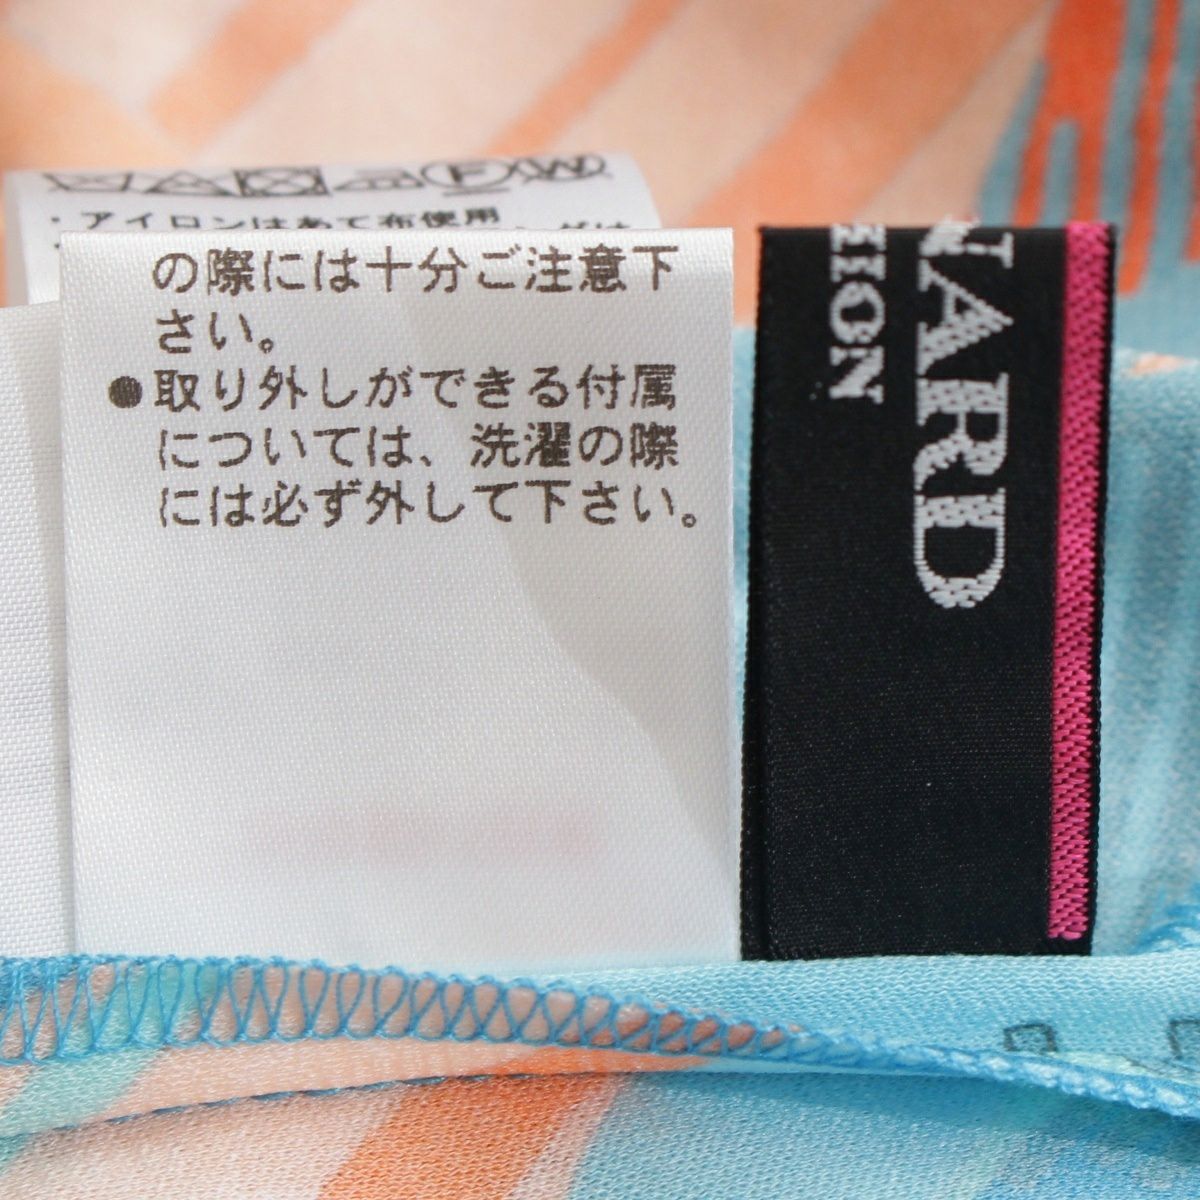 ・アイロンはあて布使用
の際には十分ご注意下
さい。
●取り外しができる付属
については、洗濯の際
には必ず外して下さい。
NARD
HION